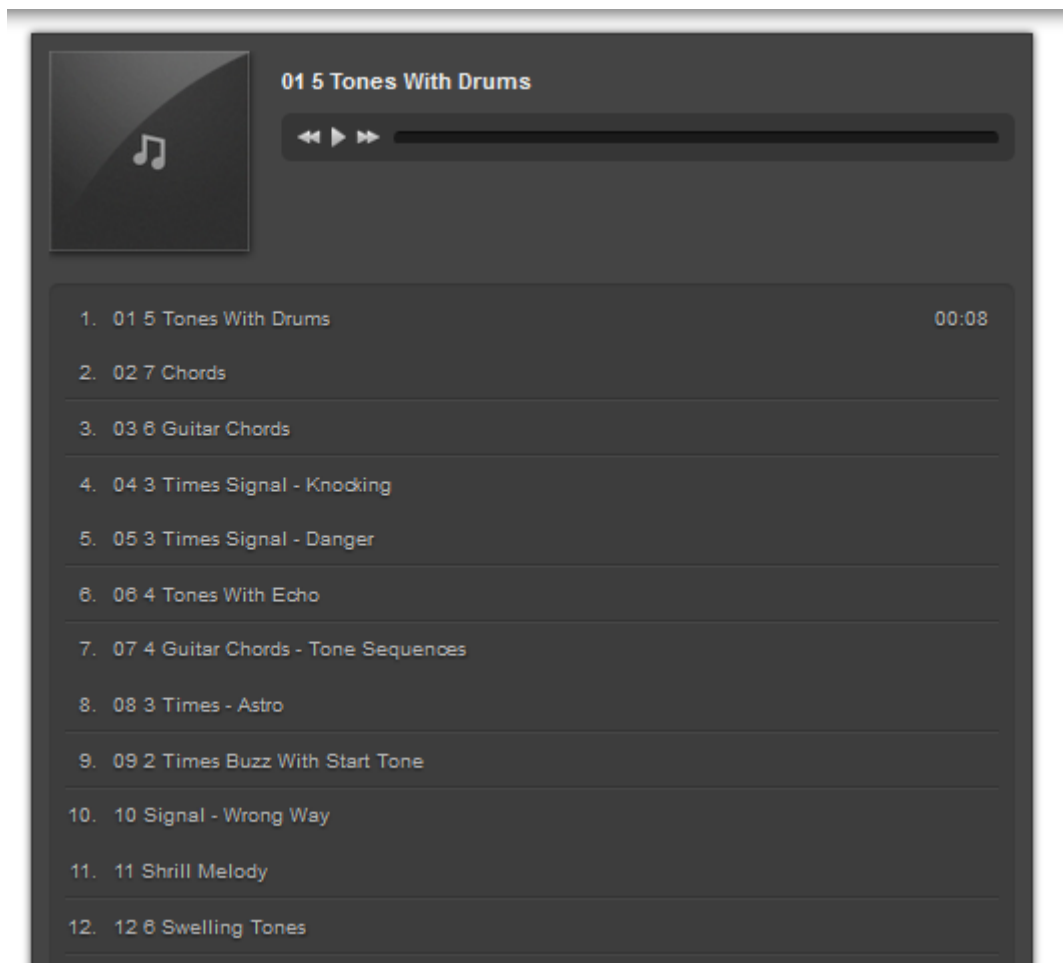 01 5 Tones With Drums
1. 01 5 Tones With Drums 00:08
2. 02 7 Chords
3. 03 6 Guitar Chords
4. 04 3 Times Signal - Knocking
5. 05 3 Times Signal - Danger
6. 06 4 Tones With Echo
7. 07 4 Guitar Chords - Tone Sequences
8. 08 3 Times - Astro
9. 09 2 Times Buzz With Start Tone
10. 10 Signal - Wrong Way
11. 11 Shrill Melody
12. 12 6 Swelling Tones